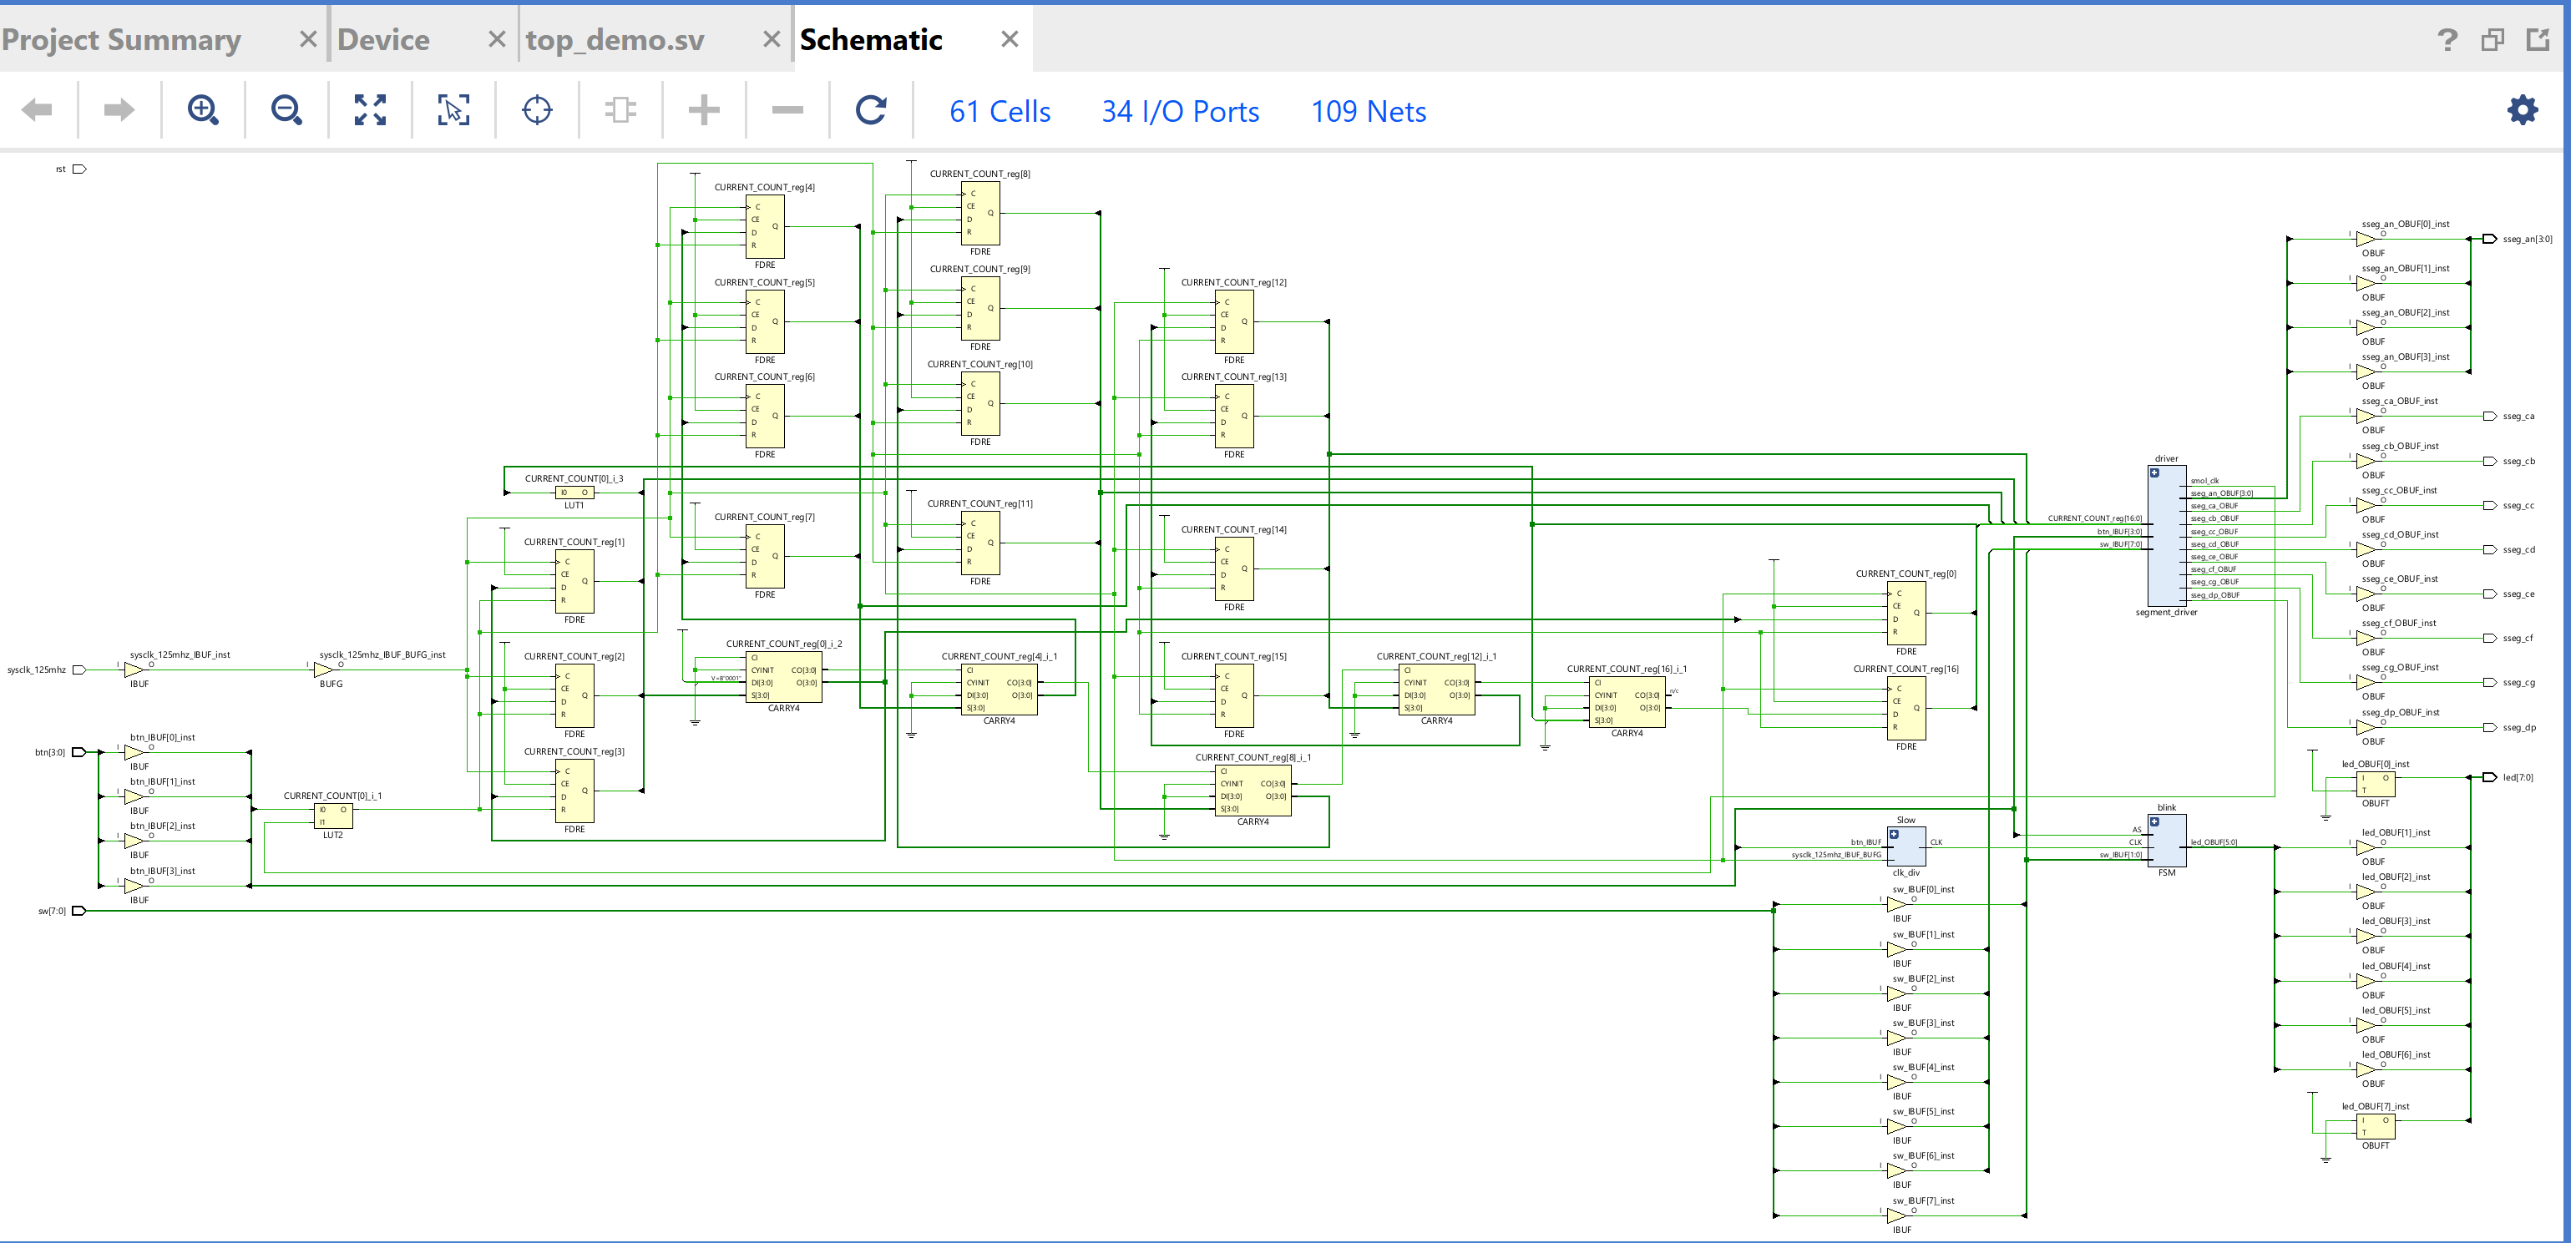 Project Summary
Device
top_demo.sv
Schematic
61 Cells
34 I/O Ports
109 Nets
rst
sysclk_125mhz
I
O
sysclk_125mhz_IBUF_inst
IBUF
I
O
sysclk_125mhz_IBUF_BUFG_inst
BUFG
btn[3:0]
btn_IBUF[0]_inst
I
O
IBUF
btn_IBUF[1]_inst
I
O
IBUF
btn_IBUF[2]_inst
I
O
IBUF
btn_IBUF[3]_inst
I
O
IBUF
sw[7:0]
CURRENT_COUNT[0]_i_1
I0 O
I1
LUT2
CURRENT_COUNT[0]_i_3
I0 O
LUT1
CURRENT_COUNT_reg[1]
C
CE
D
R
Q
FDRE
CURRENT_COUNT_reg[2]
C
CE
D
R
Q
FDRE
CURRENT_COUNT_reg[3]
C
CE
D
R
Q
FDRE
CURRENT_COUNT_reg[4]
C
CE
D
R
Q
FDRE
CURRENT_COUNT_reg[5]
C
CE
D
R
Q
FDRE
CURRENT_COUNT_reg[6]
C
CE
D
R
Q
FDRE
CURRENT_COUNT_reg[7]
C
CE
D
R
Q
FDRE
CURRENT_COUNT_reg[0]_i_2
CI
CYINIT CO[3:0]
V=B"0001" DI[3:0] O[3:0]
S[3:0]
CARRY4
CURRENT_COUNT_reg[8]
C
CE
D
R
Q
FDRE
CURRENT_COUNT_reg[9]
C
CE
D
R
Q
FDRE
CURRENT_COUNT_reg[10]
C
CE
D
R
Q
FDRE
CURRENT_COUNT_reg[11]
C
CE
D
R
Q
FDRE
CURRENT_COUNT_reg[4]_i_1
CI
CYINIT CO[3:0]
DI[3:0] O[3:0]
S[3:0]
CARRY4
CURRENT_COUNT_reg[12]
C
CE
D
R
Q
FDRE
CURRENT_COUNT_reg[13]
C
CE
D
R
Q
FDRE
CURRENT_COUNT_reg[14]
C
CE
D
R
Q
FDRE
CURRENT_COUNT_reg[15]
C
CE
D
R
Q
FDRE
CURRENT_COUNT_reg[8]_i_1
CI
CYINIT CO[3:0]
DI[3:0] O[3:0]
S[3:0]
CARRY4
CURRENT_COUNT_reg[12]_i_1
CI
CYINIT CO[3:0]
DI[3:0] O[3:0]
S[3:0]
CARRY4
CURRENT_COUNT_reg[16]_i_1
CI
CYINIT CO[3:0] n/c
DI[3:0] O[3:0]
S[3:0]
CARRY4
CURRENT_COUNT_reg[0]
C
CE
D
R
Q
FDRE
CURRENT_COUNT_reg[16]
C
CE
D
R
Q
FDRE
Slow
btn_IBUF CLK
sysclk_125mhz_IBUF_BUFG
clk_div
sw_IBUF[0]_inst
I
O
IBUF
sw_IBUF[1]_inst
I
O
IBUF
sw_IBUF[2]_inst
I
O
IBUF
sw_IBUF[3]_inst
I
O
IBUF
sw_IBUF[4]_inst
I
O
IBUF
sw_IBUF[5]_inst
I
O
IBUF
sw_IBUF[6]_inst
I
O
IBUF
sw_IBUF[7]_inst
I
O
IBUF
driver
CURRENT_COUNT_reg[16:0]
btn_IBUF[3:0]
sw_IBUF[7:0]
smol_clk
sseg_an_OBUF[3:0]
sseg_ca_OBUF
sseg_cb_OBUF
sseg_cc_OBUF
sseg_cd_OBUF
sseg_ce_OBUF
sseg_cf_OBUF
sseg_cg_OBUF
sseg_dp_OBUF
segment_driver
blink
AS
CLK
sw_IBUF[1:0]
led_OBUF[5:0]
FSM
sseg_an_OBUF[0]_inst
I
O
OBUF
sseg_an[3:0]
sseg_an_OBUF[1]_inst
I
O
OBUF
sseg_an_OBUF[2]_inst
I
O
OBUF
sseg_an_OBUF[3]_inst
I
O
OBUF
sseg_ca_OBUF_inst
I
O
OBUF
sseg_ca
sseg_cb_OBUF_inst
I
O
OBUF
sseg_cb
sseg_cc_OBUF_inst
I
O
OBUF
sseg_cc
sseg_cd_OBUF_inst
I
O
OBUF
sseg_cd
sseg_ce_OBUF_inst
I
O
OBUF
sseg_ce
sseg_cf_OBUF_inst
I
O
OBUF
sseg_cf
sseg_cg_OBUF_inst
I
O
OBUF
sseg_cg
sseg_dp_OBUF_inst
I
O
OBUF
sseg_dp
led_OBUF[0]_inst
I O
T
OBUFT
led[7:0]
led_OBUF[1]_inst
I
O
OBUF
led_OBUF[2]_inst
I
O
OBUF
led_OBUF[3]_inst
I
O
OBUF
led_OBUF[4]_inst
I
O
OBUF
led_OBUF[5]_inst
I
O
OBUF
led_OBUF[6]_inst
I
O
OBUF
led_OBUF[7]_inst
I O
T
OBUFT